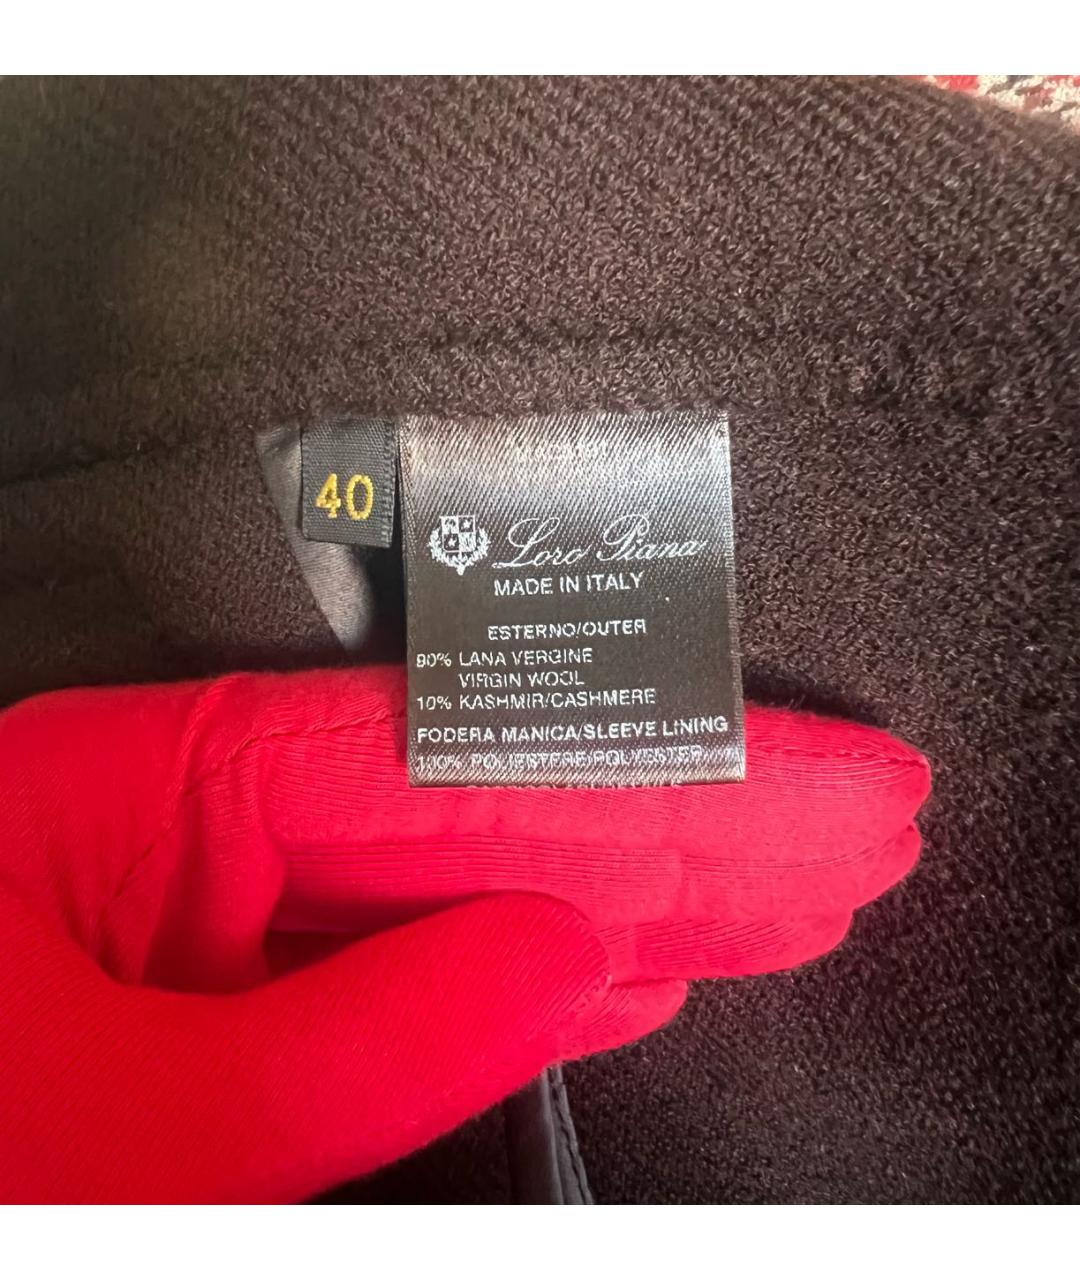 40
Loro Piana
MADE IN ITALY
ESTERNO/OUTER
90% LANA VERGINE
VIRGIN WOOL
10% KASHMIR/CASHMERE
FODERA MANICA/SLEEVE LINING
100% POLIESTERE/POLYESTER